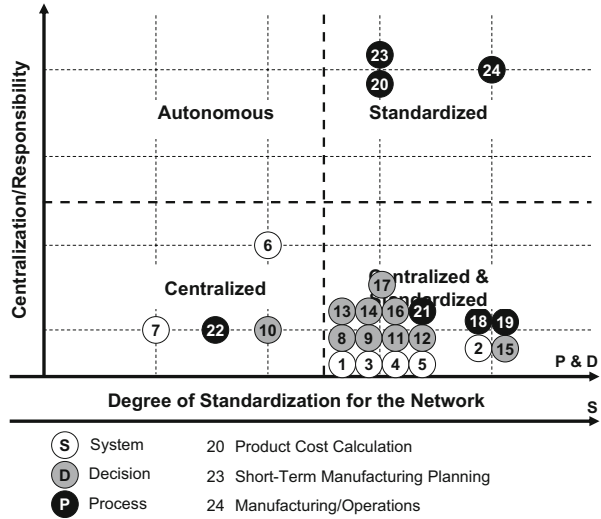 Centralization/Responsibility
23
20
24
Autonomous
Standardized
6
17
Centralized
Centralized &
Standardized
13 14 16 21
18 19
7
22
10
8 9 11 12
2 15
1 3 4 5
P & D
Degree of Standardization for the Network
S
S System
20 Product Cost Calculation
D Decision
23 Short-Term Manufacturing Planning
P Process
24 Manufacturing/Operations